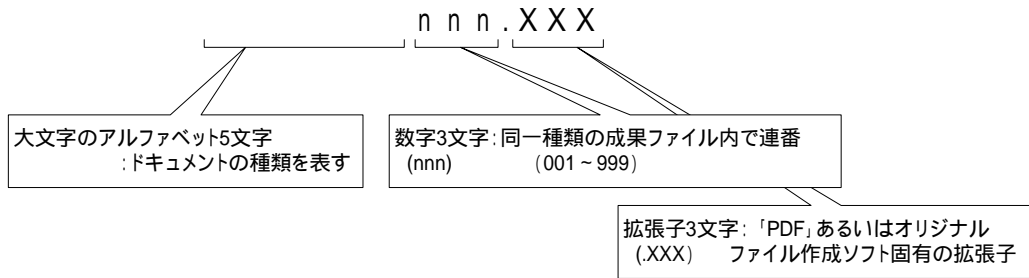 ｎｎｎ.ＸＸＸ
大文字のアルファベット5文字
:ドキュメントの種類を表す
数字3文字:同一種類の成果ファイル内で連番
(nnn) (001～999)
拡張子3文字:「PDF」あるいはオリジナル
(.XXX) ファイル作成ソフト固有の拡張子